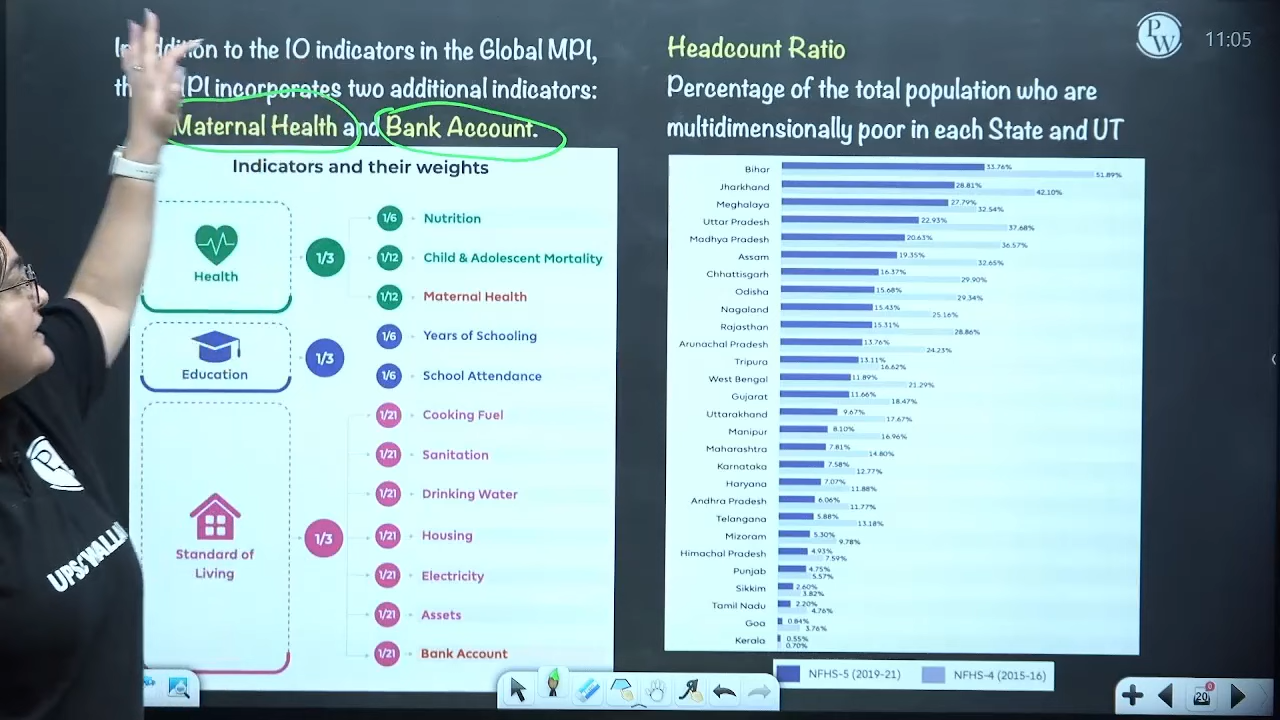 In addition to the 10 indicators in the Global MPI,
PI incorporates two additional indicators:
Maternal Health and Bank Account.
Indicators and their weights
Health
1/3
1/6 Nutrition
1/12 Child & Adolescent Mortality
1/12 Maternal Health
Education
1/3
1/6 Years of Schooling
1/6 School Attendance
Standard of
Living
1/3
1/21 Cooking Fuel
1/21 Sanitation
1/21 Drinking Water
1/21 Housing
1/21 Electricity
1/21 Assets
1/21 Bank Account
Headcount Ratio
Percentage of the total population who are
multidimensionally poor in each State and UT
Bihar 33.76% 51.89%
Jharkhand 28.81% 42.10%
Meghalaya 27.79% 32.54%
Uttar Pradesh 22.93% 37.68%
Madhya Pradesh 20.63% 36.57%
Assam 19.35% 32.65%
Chhattisgarh 16.37% 29.90%
Odisha 15.68% 29.34%
Nagaland 15.43% 25.16%
Rajasthan 15.31% 28.86%
Arunachal Pradesh 13.76% 24.23%
Tripura 13.11% 16.62%
West Bengal 11.89% 21.29%
Gujarat 11.66% 18.47%
Uttarakhand 9.67% 17.67%
Manipur 8.10% 16.96%
Maharashtra 7.81% 14.80%
Karnataka 7.58% 12.77%
Haryana 7.07% 11.88%
Andhra Pradesh 6.06% 11.77%
Telangana 5.88% 13.18%
Mizoram 5.30% 9.78%
Himachal Pradesh 4.93% 7.59%
Punjab 4.75% 5.57%
Sikkim 2.60% 3.82%
Tamil Nadu 2.20% 4.76%
Goa 0.84% 3.76%
Kerala 0.55% 0.70%
NFHS-5 (2019-21) NFHS-4 (2015-16)
PW
11:05
P
UPSC WALLAH
20